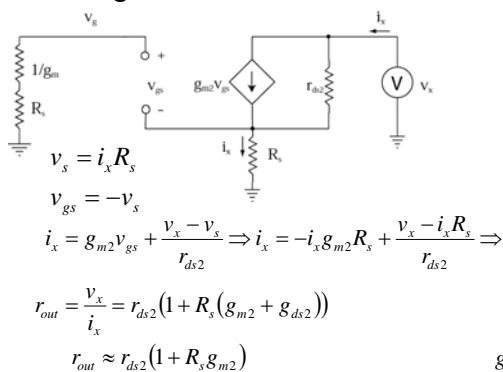 v_g
i_x
1/g_m
R_s
+
v_gs
-
g_m2 v_gs
r_ds2
V
v_x
i_x
R_s
v_s = i_x R_s
v_gs = −v_s
i_x = g_m2 v_gs + (v_x − v_s)/r_ds2 ⇒ i_x = −i_x g_m2 R_s + (v_x − i_x R_s)/r_ds2 ⇒
r_out = v_x/i_x = r_ds2 (1 + R_s (g_m2 + g_ds2))
r_out ≈ r_ds2 (1 + R_s g_m2)
g